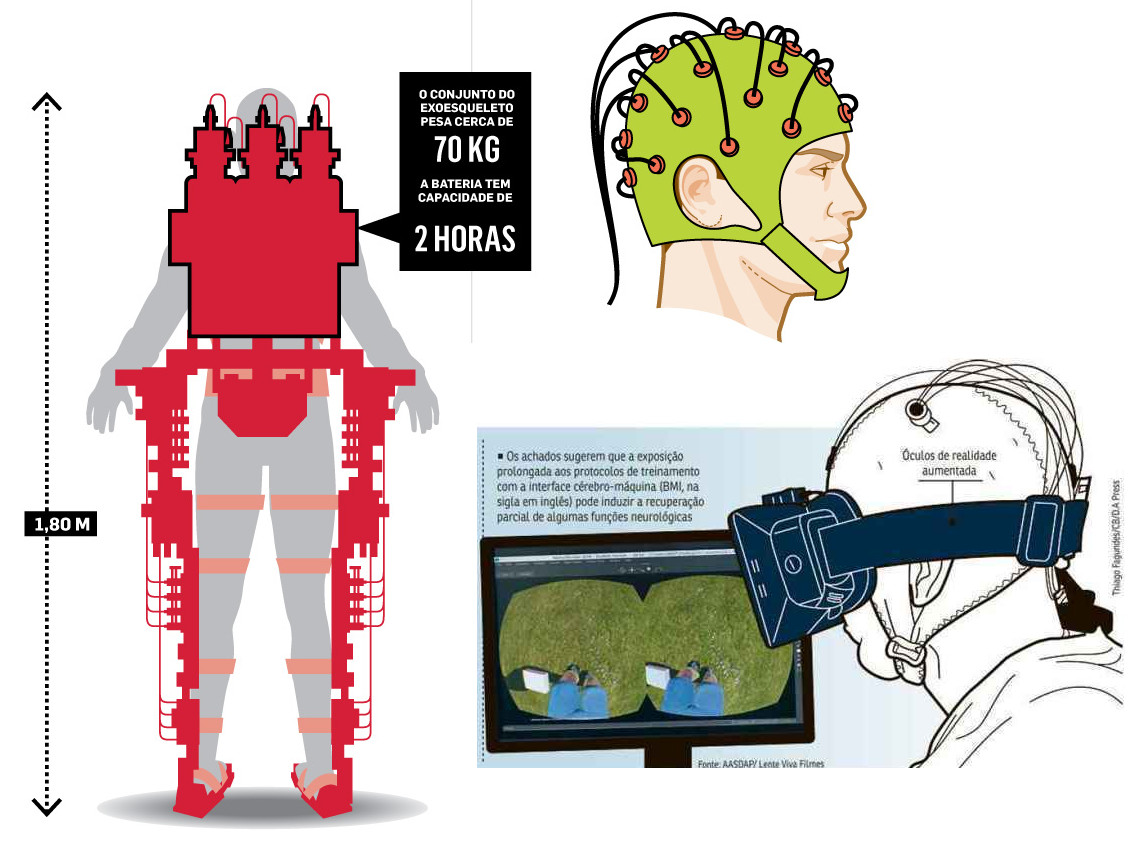 O CONJUNTO DO
EXOESQUELETO
PESA CERCA DE
70 KG
A BATERIA TEM
CAPACIDADE DE
2 HORAS
1,80 M
▪ Os achados sugerem que a exposição
prolongada aos protocolos de treinamento
com a interface cérebro-máquina (BMI, na
sigla em inglês) pode induzir a recuperação
parcial de algumas funções neurológicas
Óculos de realidade
aumentada
Thiago Fagundes/CB/D.A Press
Fonte: AASDAP/ Lente Viva Filmes